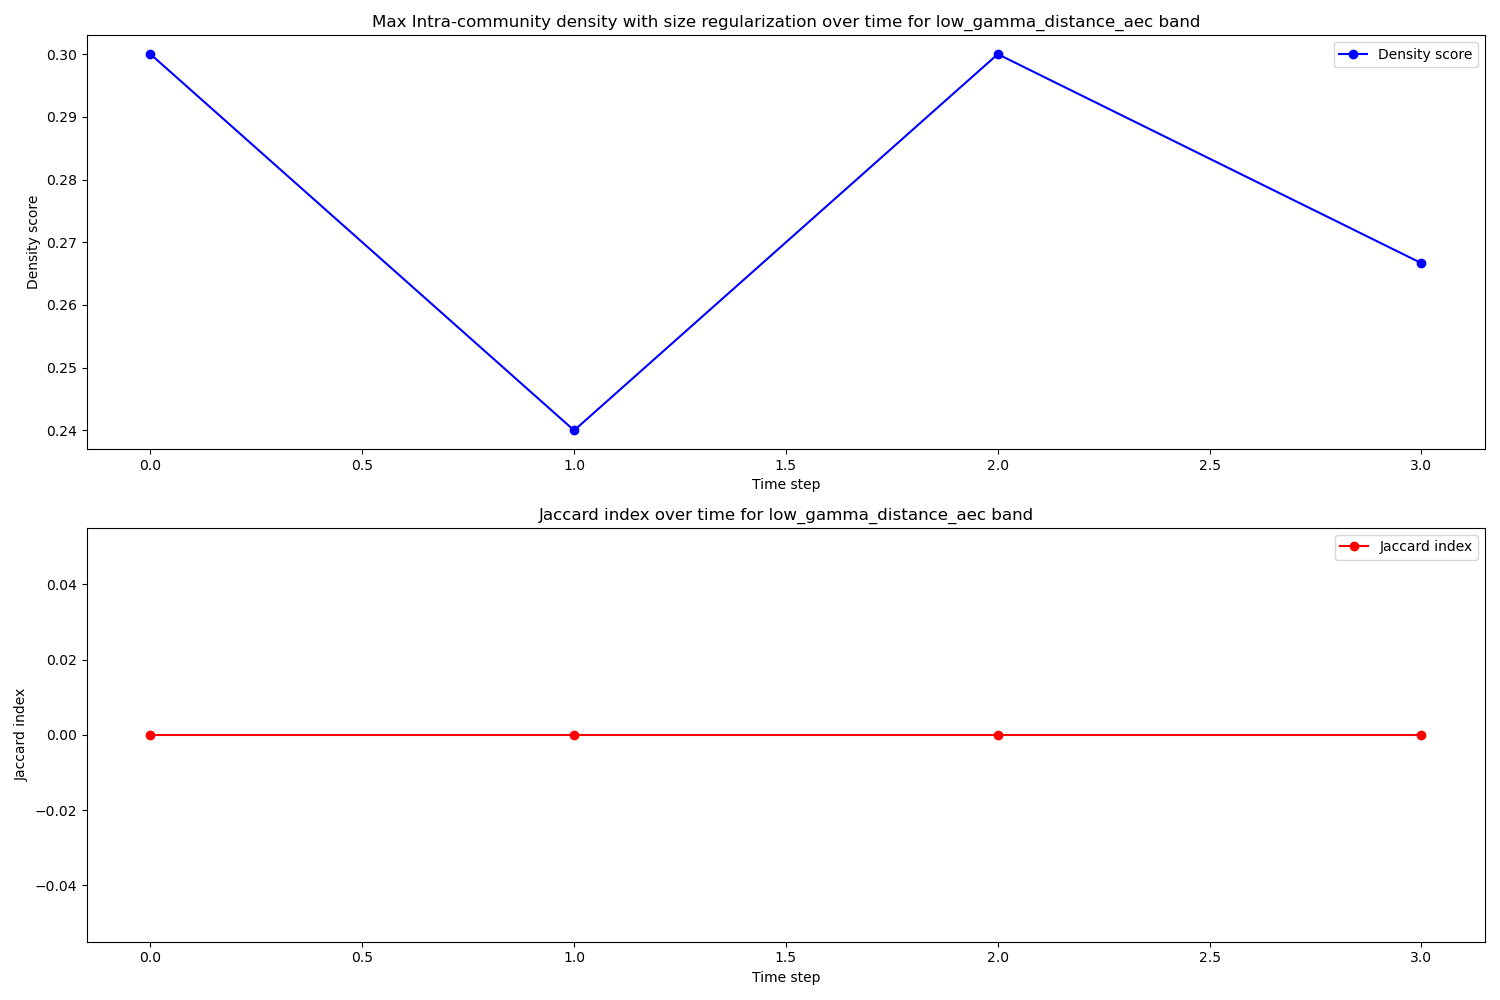 Max Intra-community density with size regularization over time for low_gamma_distance_aec band
Density score
0.30
0.29
0.28
0.27
0.26
0.25
0.24
Density score
0.0 0.5 1.0 1.5 2.0 2.5 3.0
Time step
Jaccard index over time for low_gamma_distance_aec band
Jaccard index
0.04
0.02
0.00
−0.02
−0.04
Jaccard index
0.0 0.5 1.0 1.5 2.0 2.5 3.0
Time step